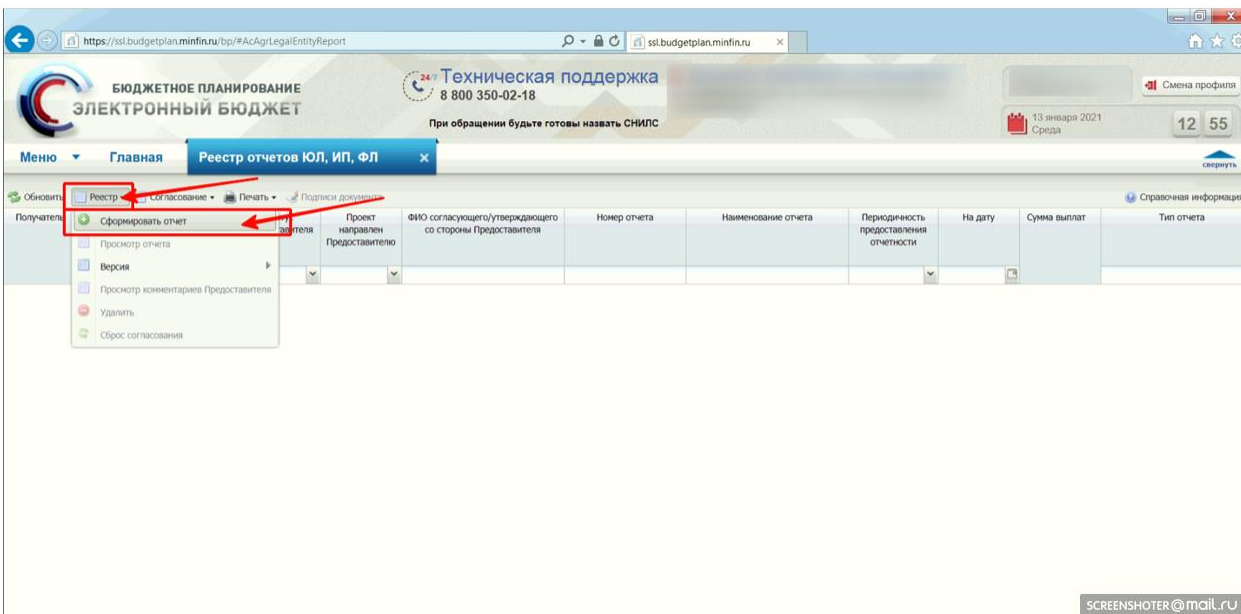 https://ssl.budgetplan.minfin.ru/bp/#AcAgrLegalEntityReport
ssl.budgetplan.minfin.ru
БЮДЖЕТНОЕ ПЛАНИРОВАНИЕ
ЭЛЕКТРОННЫЙ БЮДЖЕТ
24/7 Техническая поддержка
8 800 350-02-18
При обращении будьте готовы назвать СНИЛС
Смена профиля
13 января 2021
Среда
12 55
Меню
Главная
Реестр отчетов ЮЛ, ИП, ФЛ
свернуть
Обновить
Реестр
Согласование
Печать
Подписи документа
Справочная информация
Получатель
Проект направлен Предоставителю
ФИО согласующего/утверждающего со стороны Предоставителя
Номер отчета
Наименование отчета
Периодичность предоставления отчетности
На дату
Сумма выплат
Тип отчета
Сформировать отчет
Просмотр отчета
Версия
Просмотр комментариев Предоставителя
Удалить
Сброс согласования
SCREENSHOTER@mail.ru